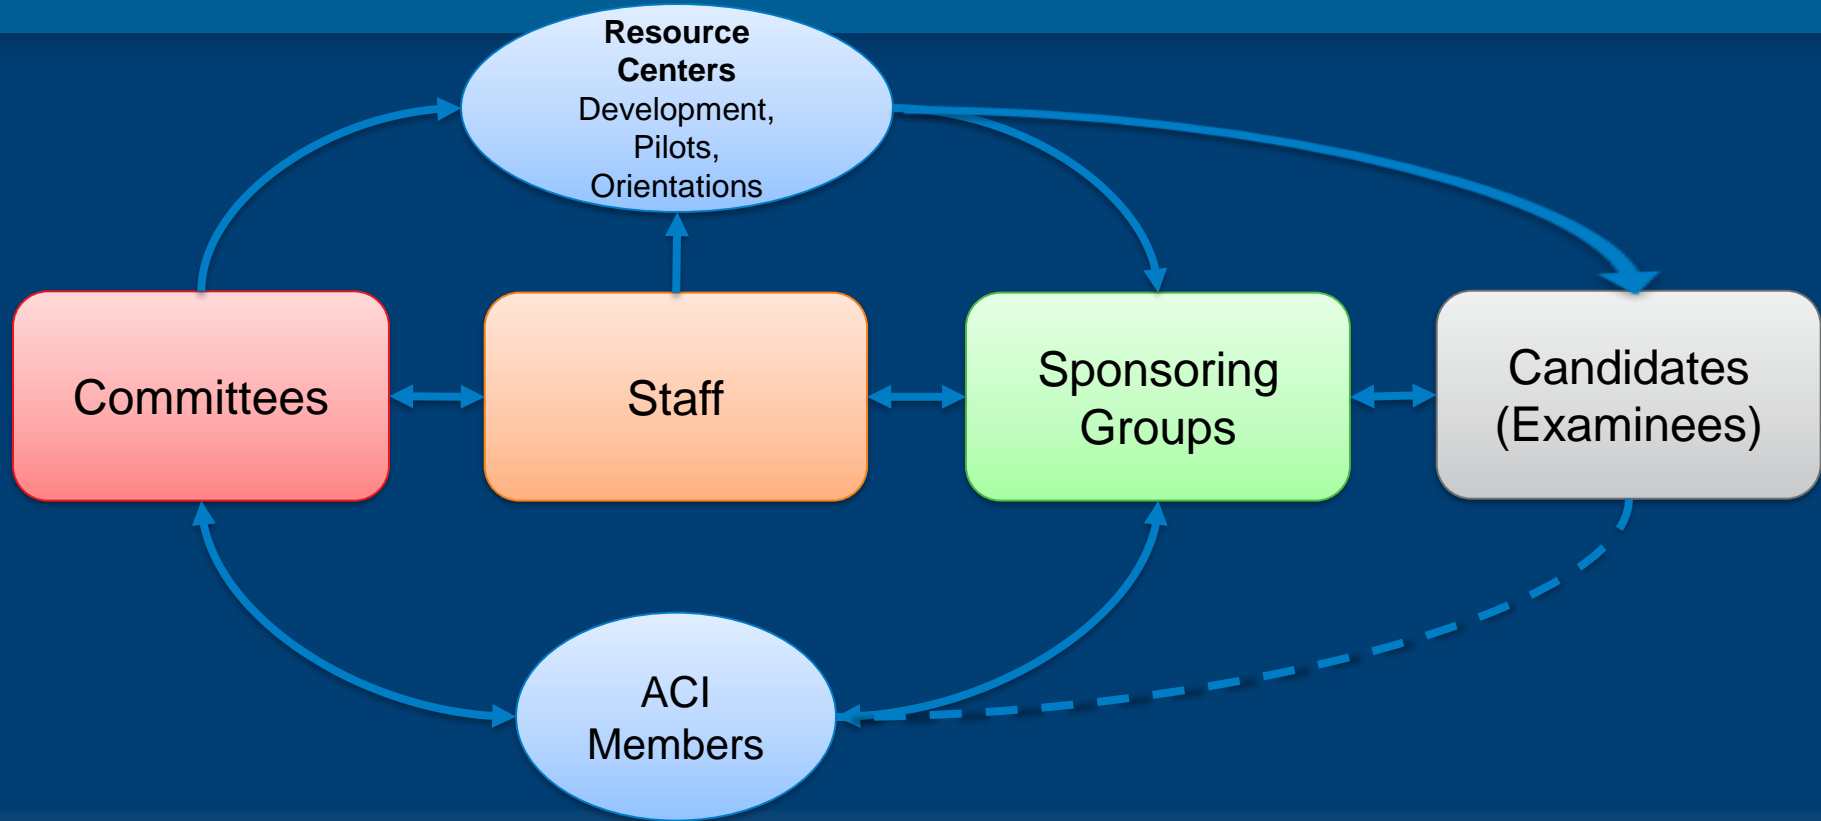 Resource
Centers
Development,
Pilots,
Orientations
Committees
Staff
Sponsoring
Groups
Candidates
(Examinees)
ACI
Members